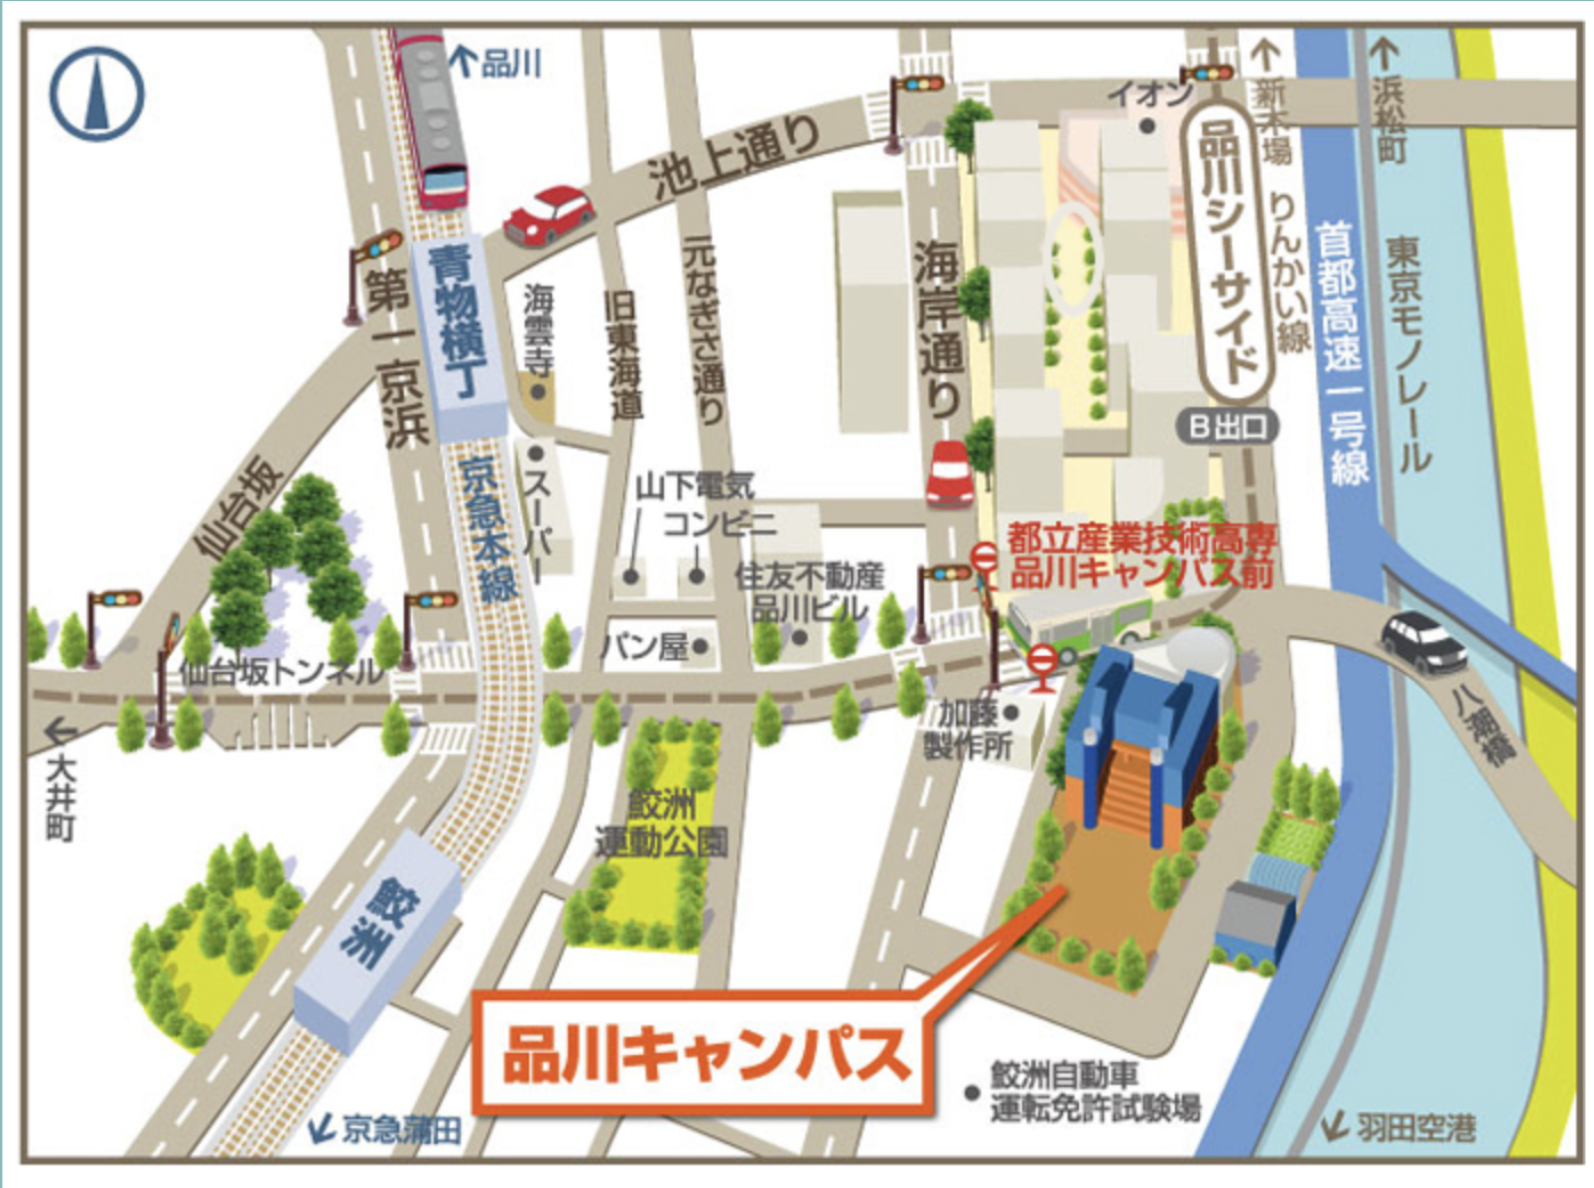 品川
イオン
新木場
浜松町
池上通り
品川シーサイド
りんかい線
首都高速一号線
東京モノレール
青物横丁
第一京浜
海雲寺
旧東海道
元なぎさ通り
海岸通り
B出口
京急本線
仙台坂
スーパー
山下電気
コンビニ
都立産業技術高専
品川キャンパス前
住友不動産
品川ビル
パン屋
仙台坂トンネル
大井町
加藤
製作所
八潮橋
鮫洲
運動公園
鮫洲
品川キャンパス
鮫洲自動車
運転免許試験場
京急蒲田
羽田空港